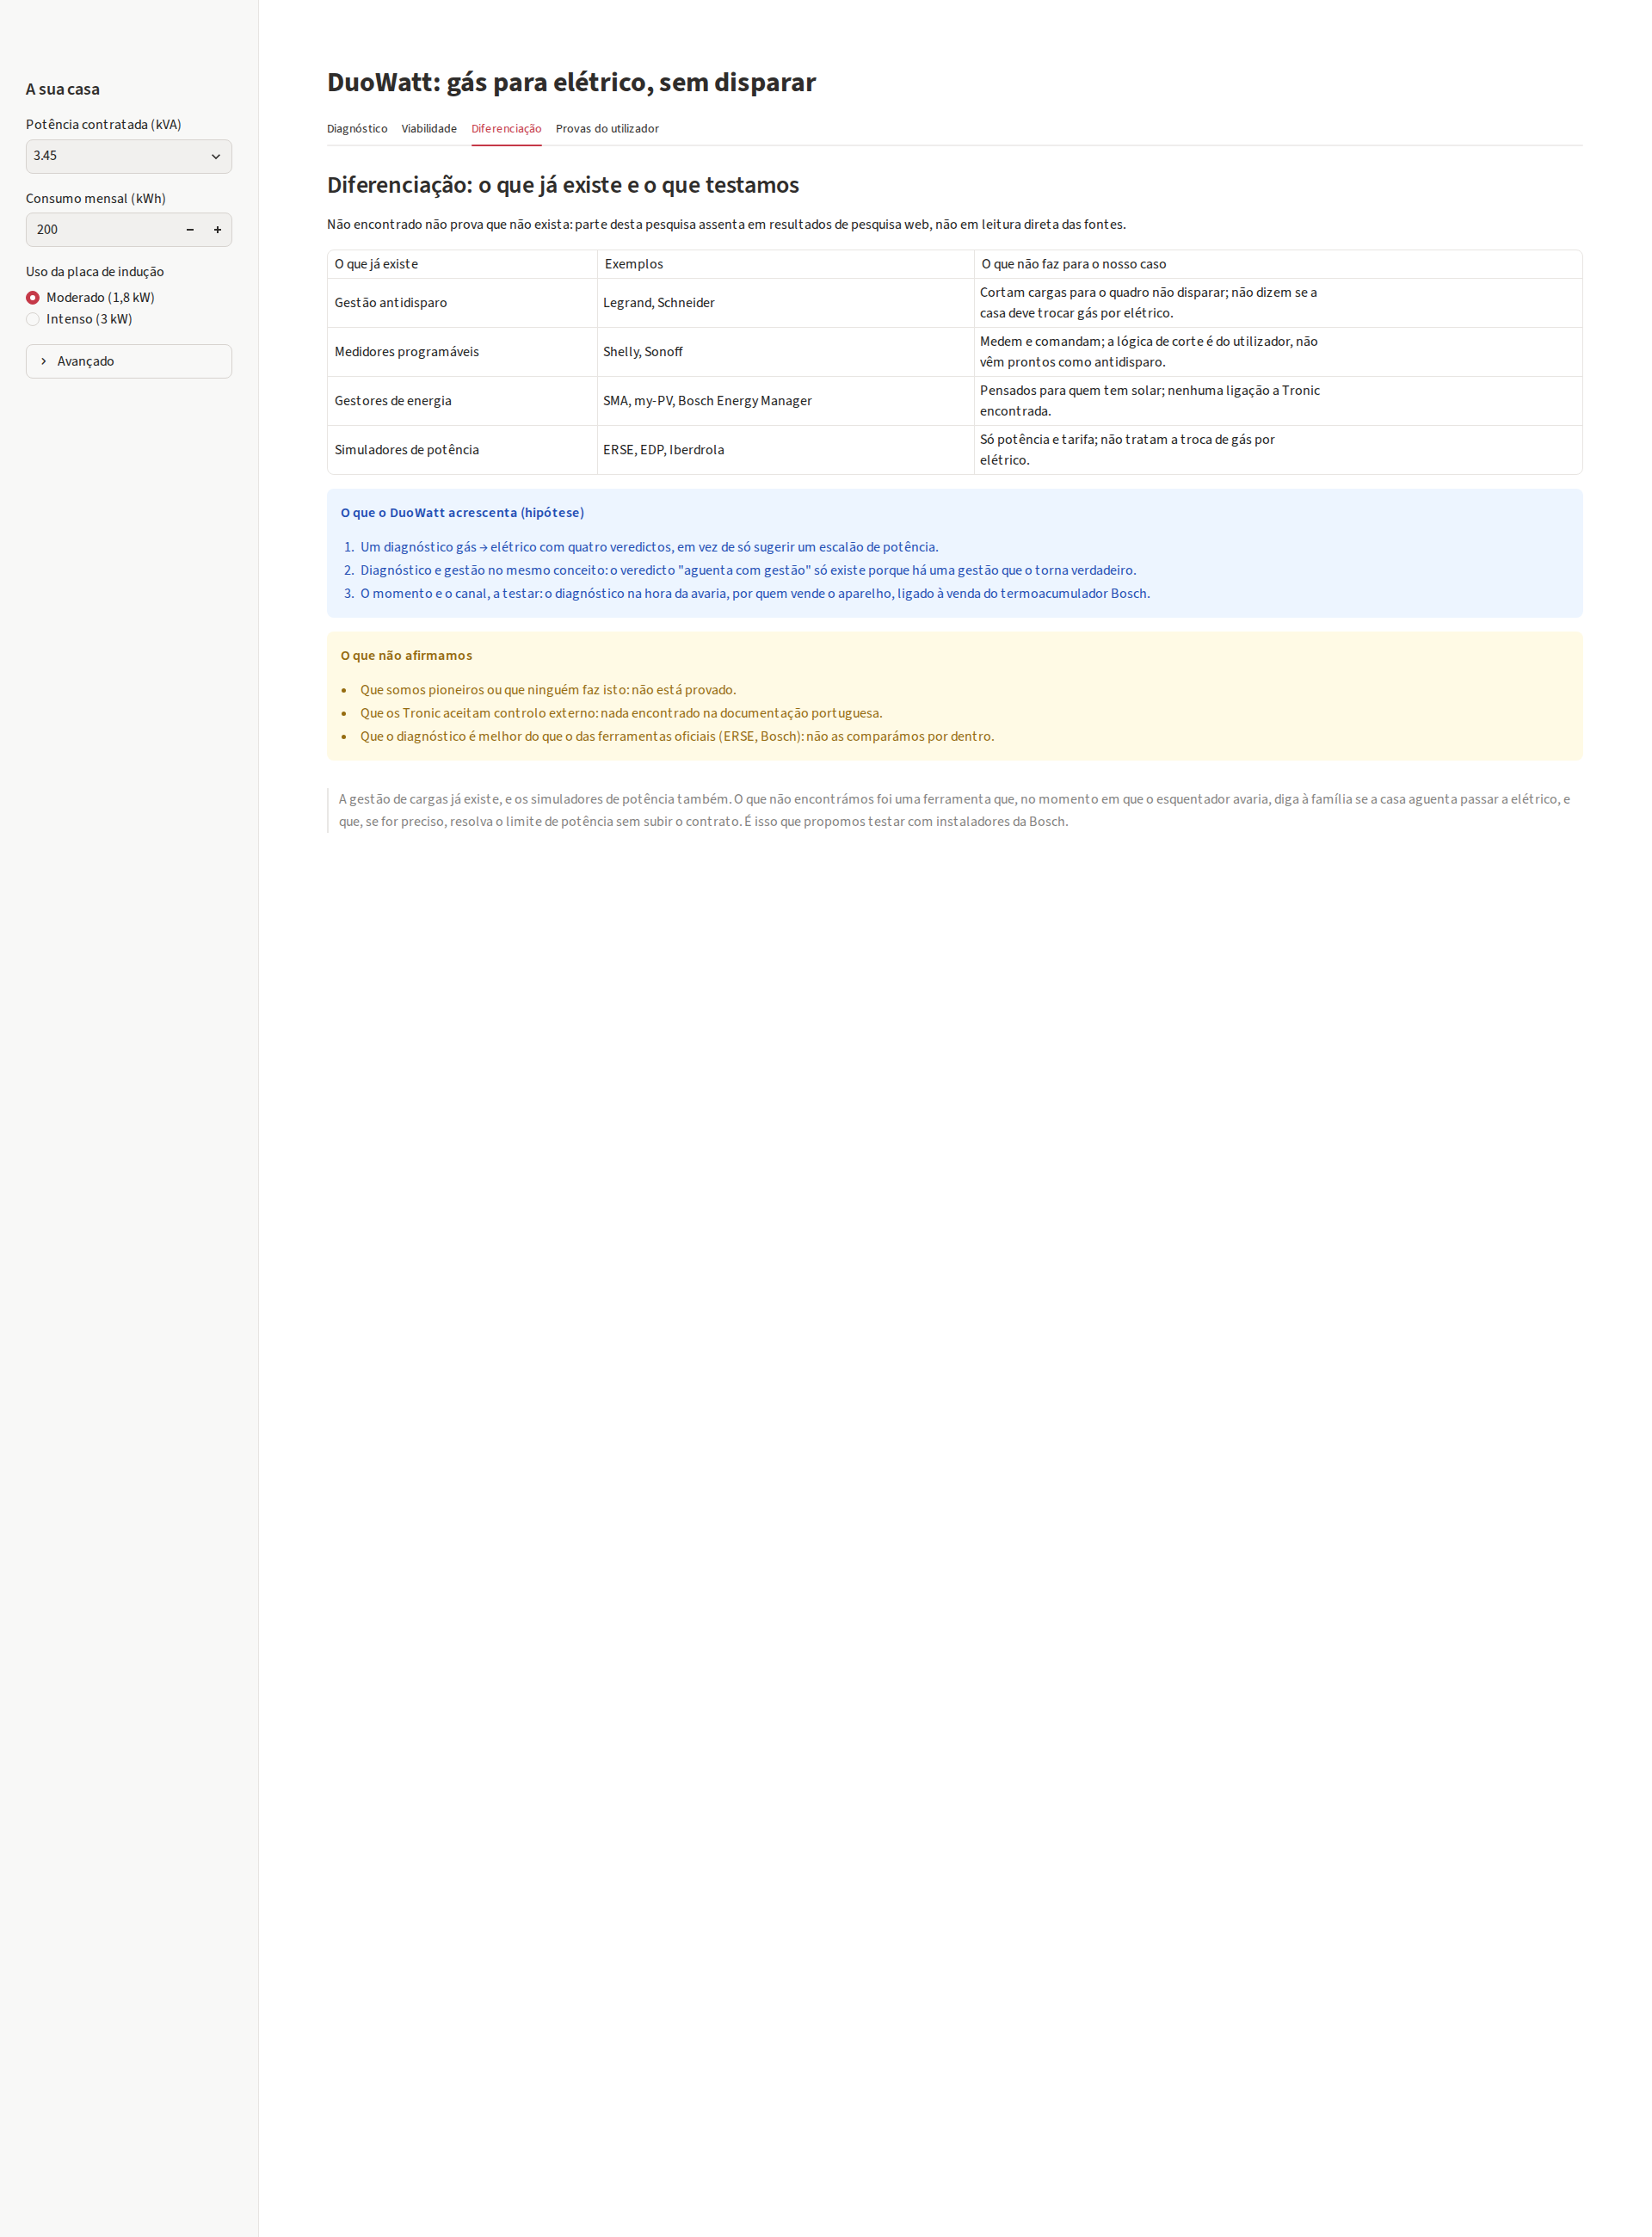 A sua casa
Potência contratada (kVA)
3.45
Consumo mensal (kWh)
200
Uso da placa de indução
Moderado (1,8 kW)
Intenso (3 kW)
Avançado
DuoWatt: gás para elétrico, sem disparar
Diagnóstico Viabilidade Diferenciação Provas do utilizador
Diferenciação: o que já existe e o que testamos
Não encontrado não prova que não exista: parte desta pesquisa assenta em resultados de pesquisa web, não em leitura direta das fontes.
O que já existe Exemplos O que não faz para o nosso caso
Gestão antidisparo Legrand, Schneider Cortam cargas para o quadro não disparar; não dizem se a
casa deve trocar gás por elétrico.
Medidores programáveis Shelly, Sonoff Medem e comandam; a lógica de corte é do utilizador, não
vêm prontos como antidisparo.
Gestores de energia SMA, my-PV, Bosch Energy Manager Pensados para quem tem solar; nenhuma ligação a Tronic
encontrada.
Simuladores de potência ERSE, EDP, Iberdrola Só potência e tarifa; não tratam a troca de gás por
elétrico.
O que o DuoWatt acrescenta (hipótese)
1. Um diagnóstico gás → elétrico com quatro veredictos, em vez de só sugerir um escalão de potência.
2. Diagnóstico e gestão no mesmo conceito: o veredicto "aguenta com gestão" só existe porque há uma gestão que o torna verdadeiro.
3. O momento e o canal, a testar: o diagnóstico na hora da avaria, por quem vende o aparelho, ligado à venda do termoacumulador Bosch.
O que não afirmamos
• Que somos pioneiros ou que ninguém faz isto: não está provado.
• Que os Tronic aceitam controlo externo: nada encontrado na documentação portuguesa.
• Que o diagnóstico é melhor do que o das ferramentas oficiais (ERSE, Bosch): não as comparámos por dentro.
A gestão de cargas já existe, e os simuladores de potência também. O que não encontrámos foi uma ferramenta que, no momento em que o esquentador avaria, diga à família se a casa aguenta passar a elétrico, e
que, se for preciso, resolva o limite de potência sem subir o contrato. É isso que propomos testar com instaladores da Bosch.